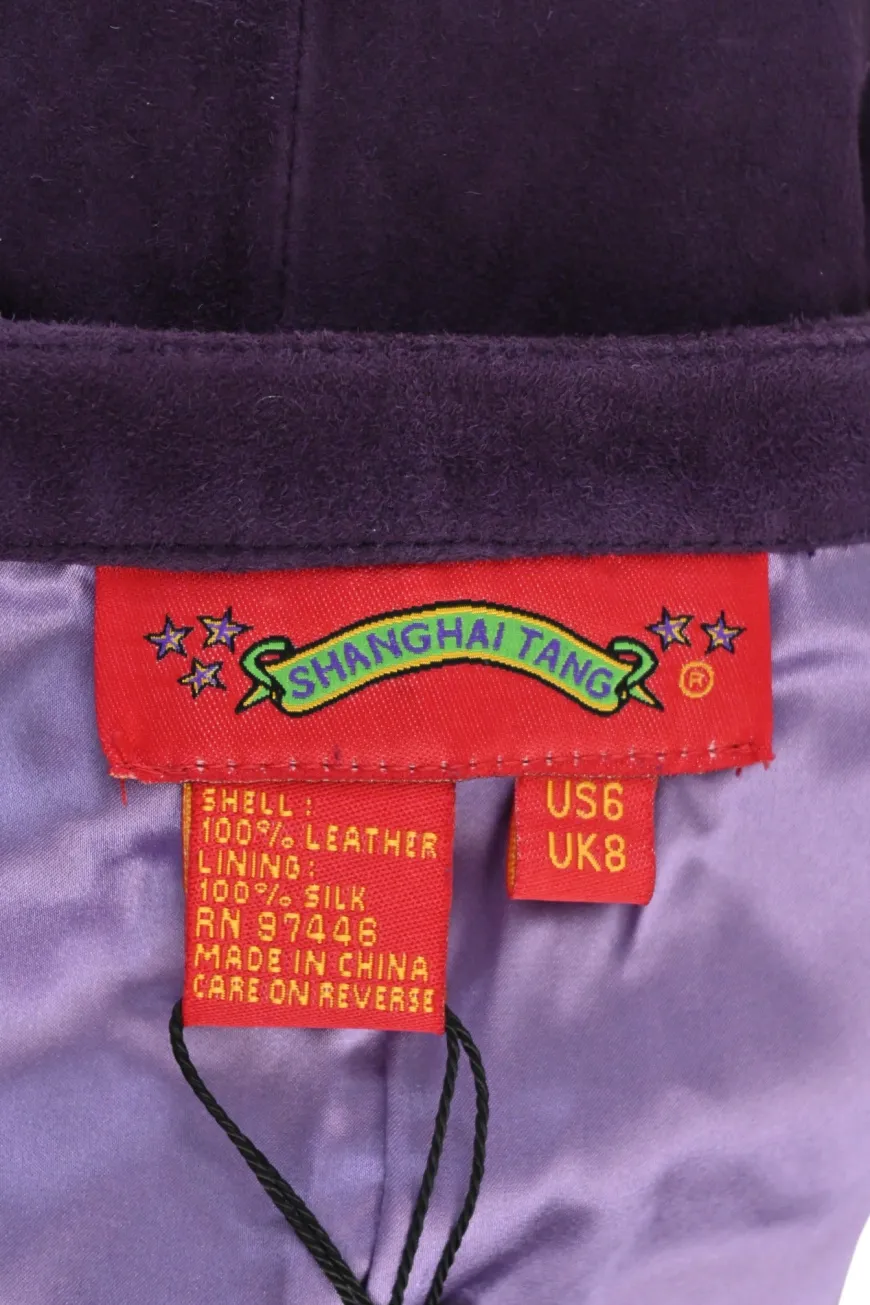 SHANGHAI TANG
®
SHELL:
100% LEATHER
LINING:
100% SILK
RN 97446
MADE IN CHINA
CARE ON REVERSE
US6
UK8